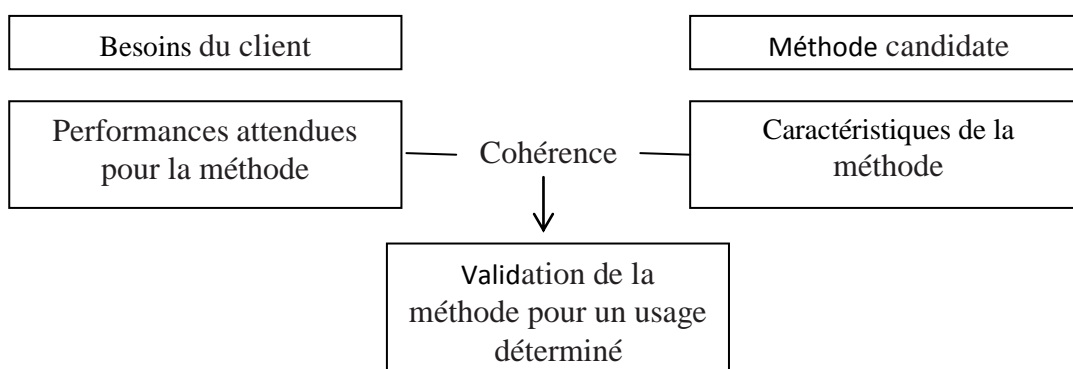 Besoins du client
Méthode candidate
Performances attendues
pour la méthode
Cohérence
Caractéristiques de la
méthode
Validation de la
méthode pour un usage
déterminé